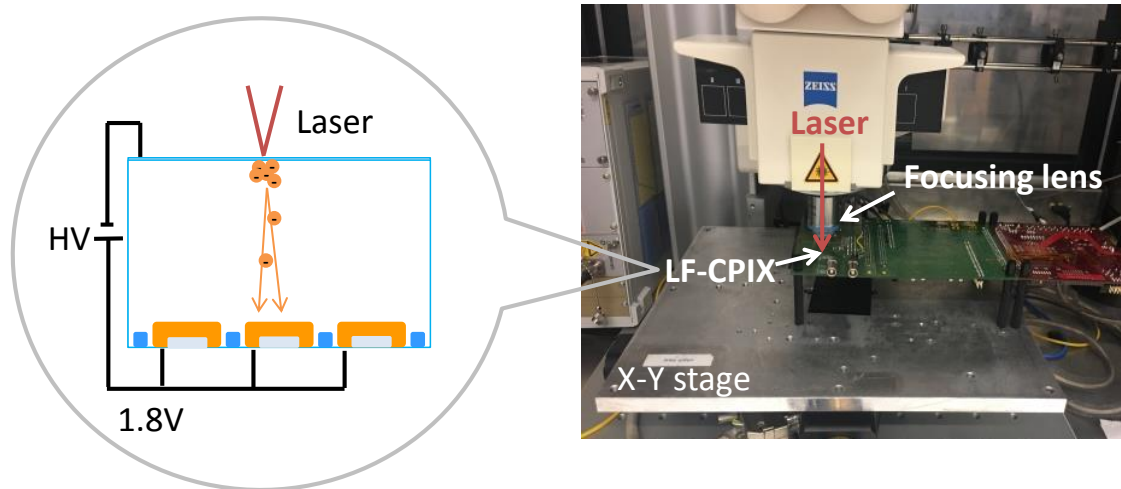 Laser
HV
1.8V
ZEISS
Laser
Focusing lens
LF-CPIX
X-Y stage